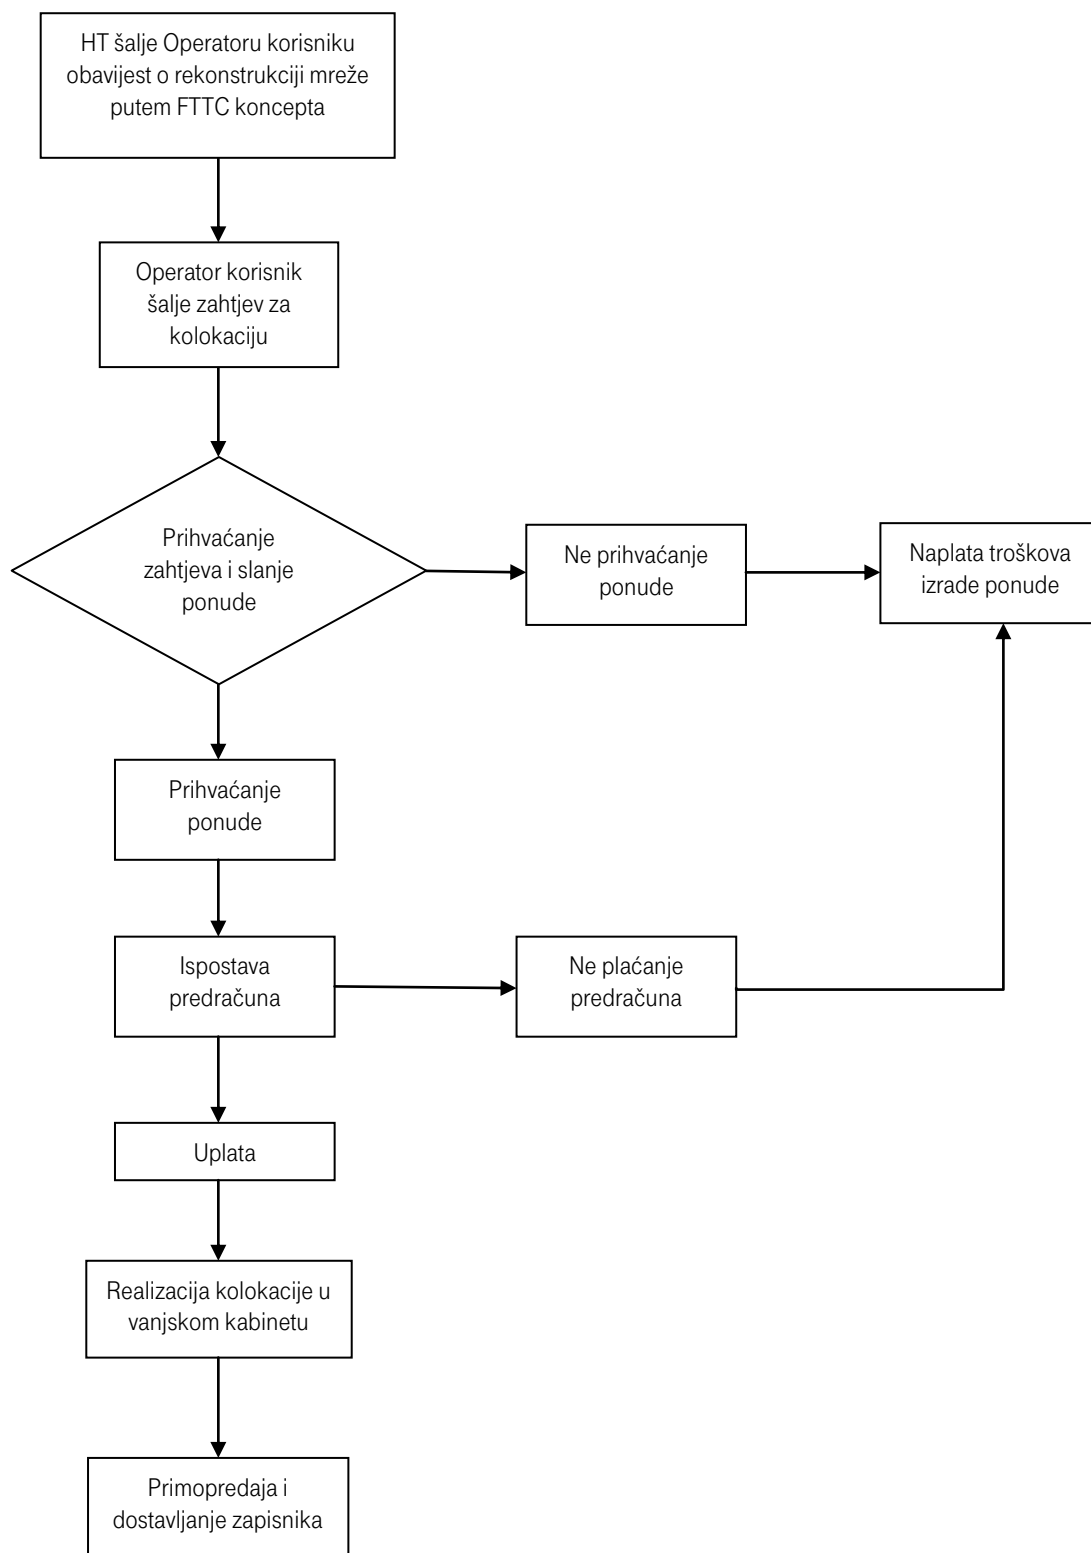 HT šalje Operatoru korisniku
obavijest o rekonstrukciji mreže
putem FTTC koncepta
Operator korisnik
šalje zahtjev za
kolokaciju
Prihvaćanje
zahtjeva i slanje
ponude
Ne prihvaćanje
ponude
Naplata troškova
izrade ponude
Prihvaćanje
ponude
Ispostava
predračuna
Ne plaćanje
predračuna
Uplata
Realizacija kolokacije u
vanjskom kabinetu
Primopredaja i
dostavljanje zapisnika